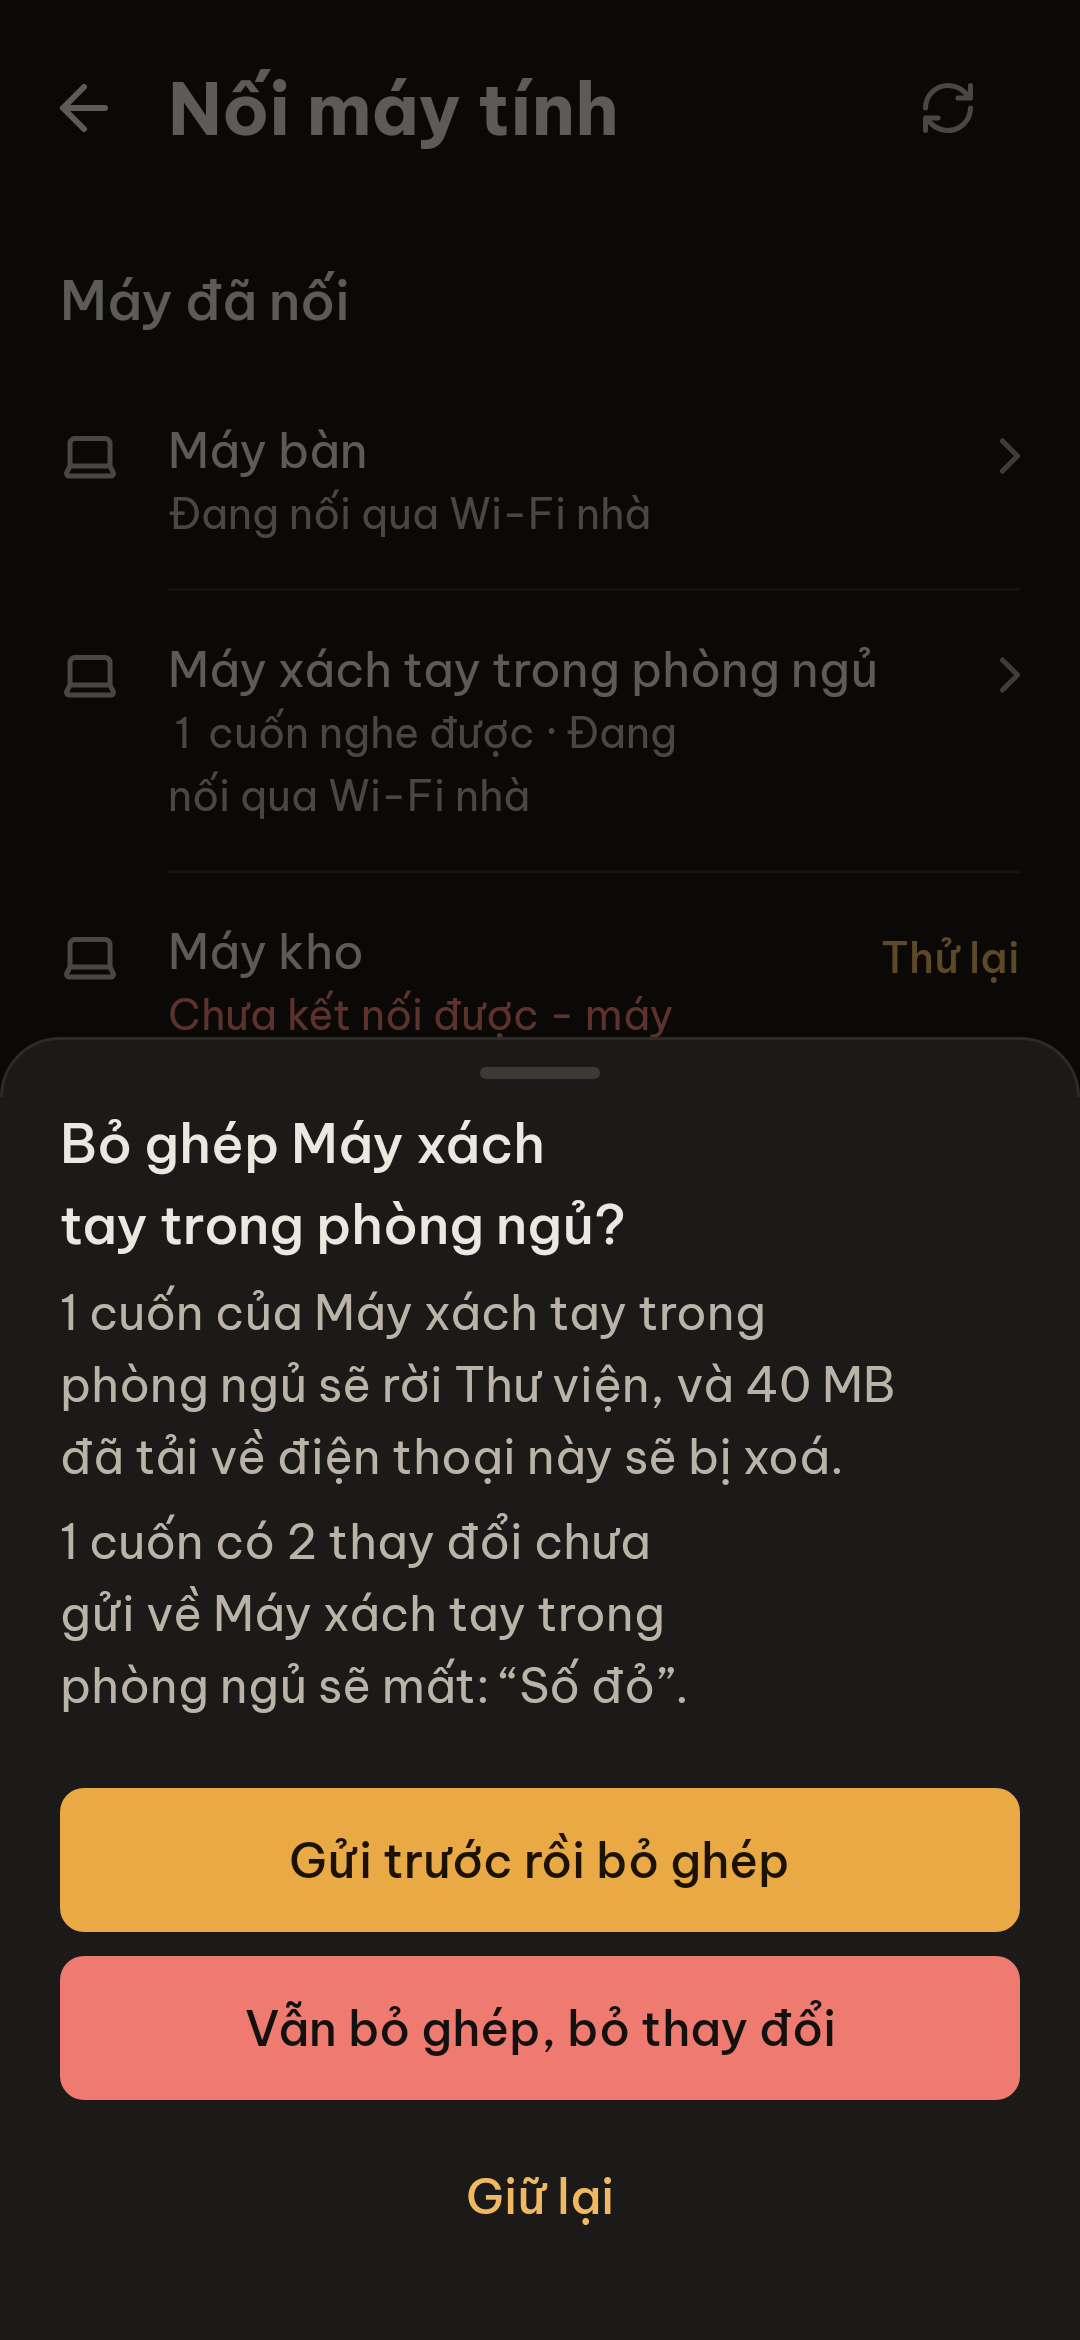 Nối máy tính
Máy đã nối
Máy bàn
Đang nối qua Wi-Fi nhà
Máy xách tay trong phòng ngủ
1 cuốn nghe được · Đang
nối qua Wi-Fi nhà
Máy kho
Thử lại
Chưa kết nối được - máy
Bỏ ghép Máy xách
tay trong phòng ngủ?
1 cuốn của Máy xách tay trong
phòng ngủ sẽ rời Thư viện, và 40 MB
đã tải về điện thoại này sẽ bị xoá.
1 cuốn có 2 thay đổi chưa
gửi về Máy xách tay trong
phòng ngủ sẽ mất: “Số đỏ”.
Gửi trước rồi bỏ ghép
Vẫn bỏ ghép, bỏ thay đổi
Giữ lại